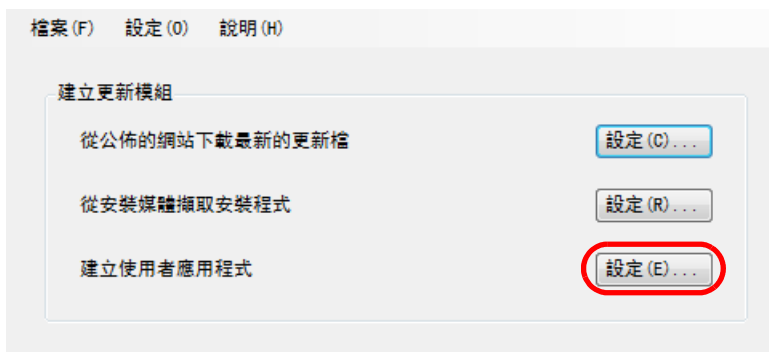 檔案(F) 設定(O) 說明(H)
建立更新模組
從公佈的網站下載最新的更新檔 設定(C)...
從安裝媒體擷取安裝程式 設定(R)...
建立使用者應用程式 設定(E)...